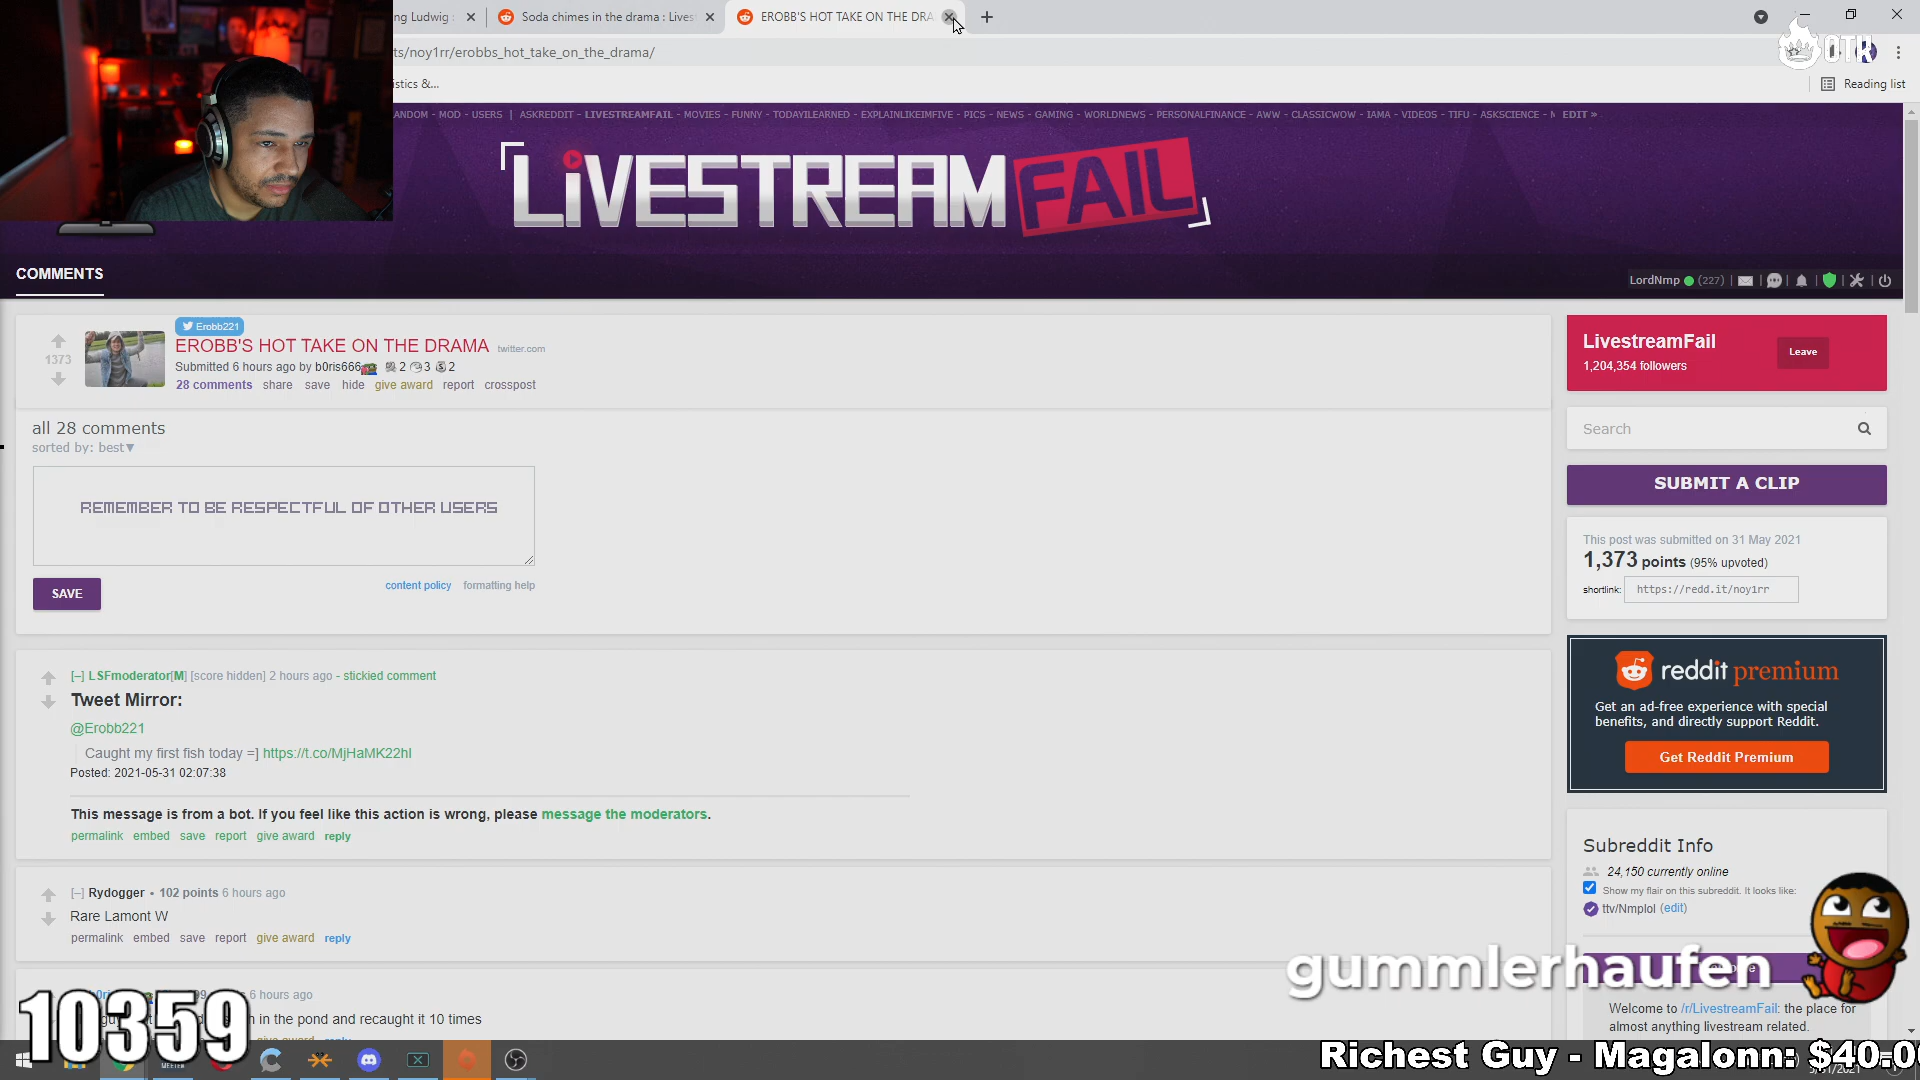 ng Ludwig
Soda chimes in the drama : Lives
EROBB'S HOT TAKE ON THE DRA
ts/noy1rr/erobbs_hot_take_on_the_drama/
OTK
istics &...
Reading list
ANDOM - MOD - USERS | ASKREDDIT - LIVESTREAMFAIL - MOVIES - FUNNY - TODAYILEARNED - EXPLAINLIKEIMFIVE - PICS - NEWS - GAMING - WORLDNEWS - PERSONALFINANCE - AWW - CLASSICWOW - IAMA - VIDEOS - TIFU - ASKSCIENCE - EDIT »
LiVESTREAM FAIL
COMMENTS
LordNmp (227)
Erobb221
EROBB'S HOT TAKE ON THE DRAMA twitter.com
1373
Submitted 6 hours ago by b0ris666 2 3 2
28 comments share save hide give award report crosspost
LivestreamFail
1,204,354 followers
Leave
all 28 comments
sorted by: best▼
Search
REMEMBER TO BE RESPECTFUL OF OTHER USERS
SUBMIT A CLIP
This post was submitted on 31 May 2021
1,373 points (95% upvoted)
shortlink: https://redd.it/noy1rr
content policy formatting help
SAVE
[–] LSFmoderator[M] [score hidden] 2 hours ago - stickied comment
Tweet Mirror:
@Erobb221
Caught my first fish today =] https://t.co/MjHaMK22hI
Posted: 2021-05-31 02:07:38
This message is from a bot. If you feel like this action is wrong, please message the moderators.
permalink embed save report give award reply
reddit premium
Get an ad-free experience with special
benefits, and directly support Reddit.
Get Reddit Premium
Subreddit Info
24,150 currently online
Show my flair on this subreddit. It looks like:
ttv/Nmplol (edit)
[–] Rydogger • 102 points 6 hours ago
Rare Lamont W
permalink embed save report give award reply
gummlerhaufen
6 hours ago
h in the pond and recaught it 10 times
Welcome to /r/LivestreamFail: the place for
almost anything livestream related.
10359
Richest Guy - Magalonn: $40.0